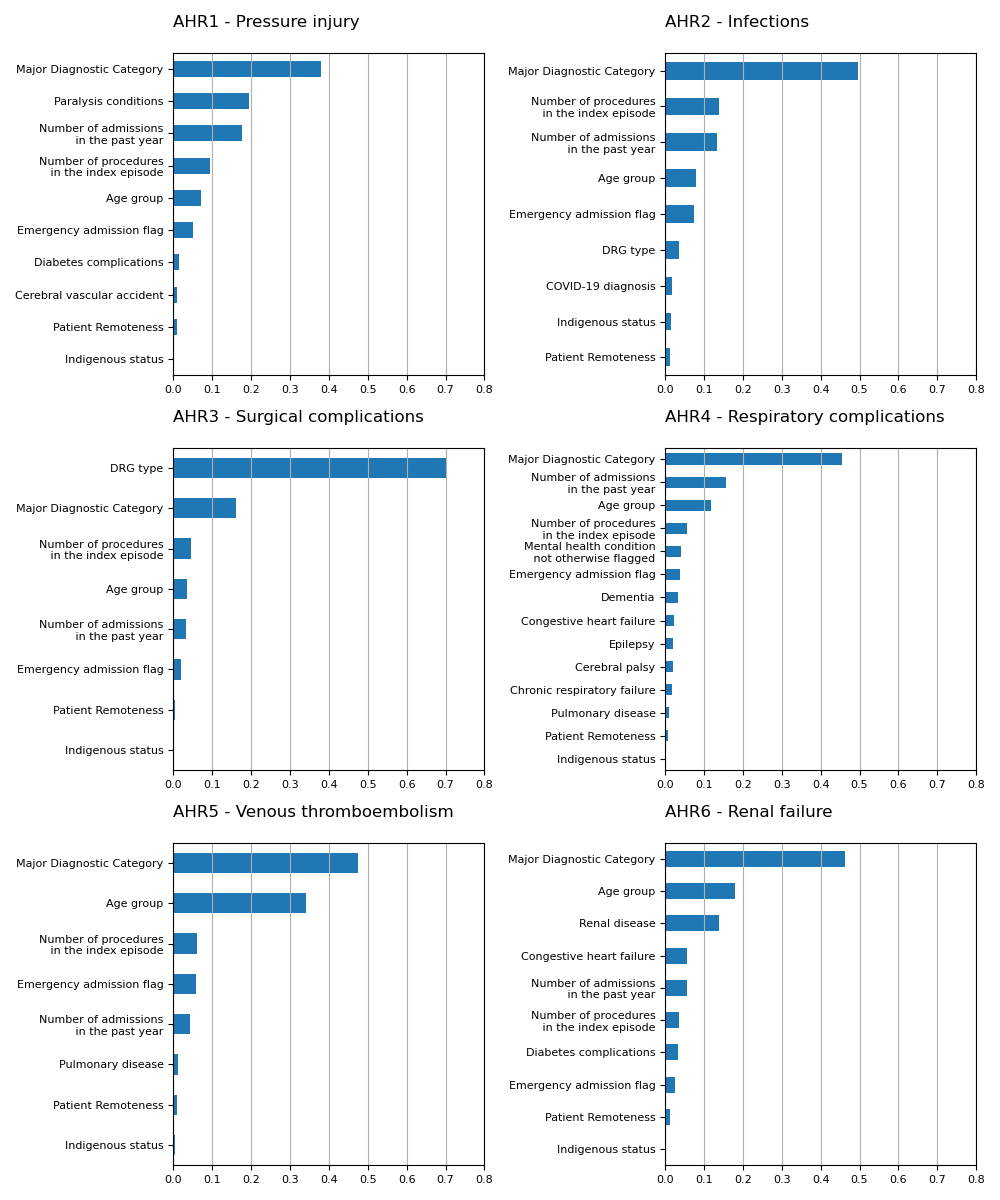 AHR1 - Pressure injury
Major Diagnostic Category
Paralysis conditions
Number of admissions
in the past year
Number of procedures
in the index episode
Age group
Emergency admission flag
Diabetes complications
Cerebral vascular accident
Patient Remoteness
Indigenous status
0.0 0.1 0.2 0.3 0.4 0.5 0.6 0.7 0.8
AHR2 - Infections
Major Diagnostic Category
Number of procedures
in the index episode
Number of admissions
in the past year
Age group
Emergency admission flag
DRG type
COVID-19 diagnosis
Indigenous status
Patient Remoteness
0.0 0.1 0.2 0.3 0.4 0.5 0.6 0.7 0.8
AHR3 - Surgical complications
DRG type
Major Diagnostic Category
Number of procedures
in the index episode
Age group
Number of admissions
in the past year
Emergency admission flag
Patient Remoteness
Indigenous status
0.0 0.1 0.2 0.3 0.4 0.5 0.6 0.7 0.8
AHR4 - Respiratory complications
Major Diagnostic Category
Number of admissions
in the past year
Age group
Number of procedures
in the index episode
Mental health condition
not otherwise flagged
Emergency admission flag
Dementia
Congestive heart failure
Epilepsy
Cerebral palsy
Chronic respiratory failure
Pulmonary disease
Patient Remoteness
Indigenous status
0.0 0.1 0.2 0.3 0.4 0.5 0.6 0.7 0.8
AHR5 - Venous thromboembolism
Major Diagnostic Category
Age group
Number of procedures
in the index episode
Emergency admission flag
Number of admissions
in the past year
Pulmonary disease
Patient Remoteness
Indigenous status
0.0 0.1 0.2 0.3 0.4 0.5 0.6 0.7 0.8
AHR6 - Renal failure
Major Diagnostic Category
Age group
Renal disease
Congestive heart failure
Number of admissions
in the past year
Number of procedures
in the index episode
Diabetes complications
Emergency admission flag
Patient Remoteness
Indigenous status
0.0 0.1 0.2 0.3 0.4 0.5 0.6 0.7 0.8